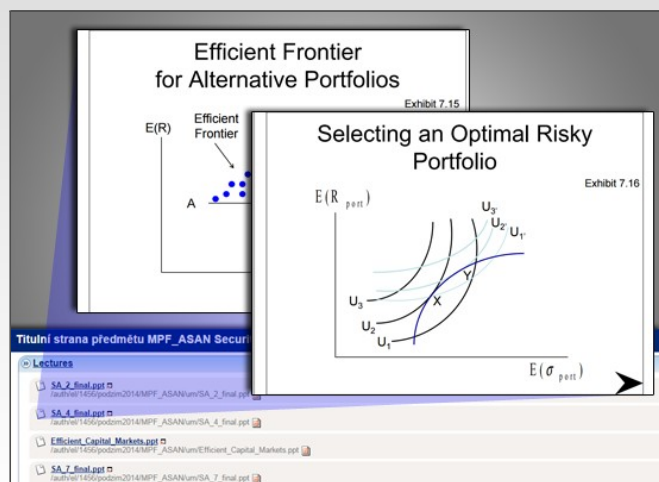 Efficient Frontier
for Alternative Portfolios
Exhibit 7.15
E(R)
Efficient
Frontier
A
Selecting an Optimal Risky
Portfolio
Exhibit 7.16
E(R port)
U3'
U2'
U1'
Y
X
U3
U2
U1
E(σ port)
Titulní strana předmětu MPF_ASAN Securi
Lectures
SA_2_final.ppt
/auth/el/1456/podzim2014/MPF_ASAN/um/SA_2_final.ppt
SA_4_final.ppt
/auth/el/1456/podzim2014/MPF_ASAN/um/SA_4_final.ppt
Efficient_Capital_Markets.ppt
/auth/el/1456/podzim2014/MPF_ASAN/um/Efficient_Capital_Markets.ppt
SA_7_final.ppt
/auth/el/1456/podzim2014/MPF_ASAN/um/SA_7_final.ppt